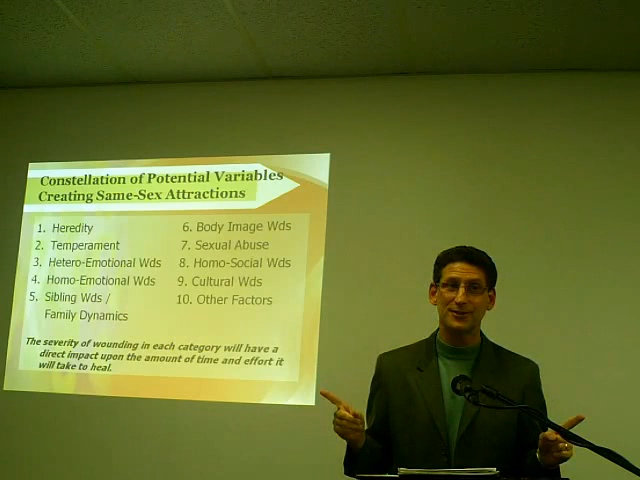 Constellation of Potential Variables
Creating Same-Sex Attractions
1. Heredity
2. Temperament
3. Hetero-Emotional Wds
4. Homo-Emotional Wds
5. Sibling Wds /
Family Dynamics
6. Body Image Wds
7. Sexual Abuse
8. Homo-Social Wds
9. Cultural Wds
10. Other Factors
The severity of wounding in each category will have a
direct impact upon the amount of time and effort it
will take to heal.